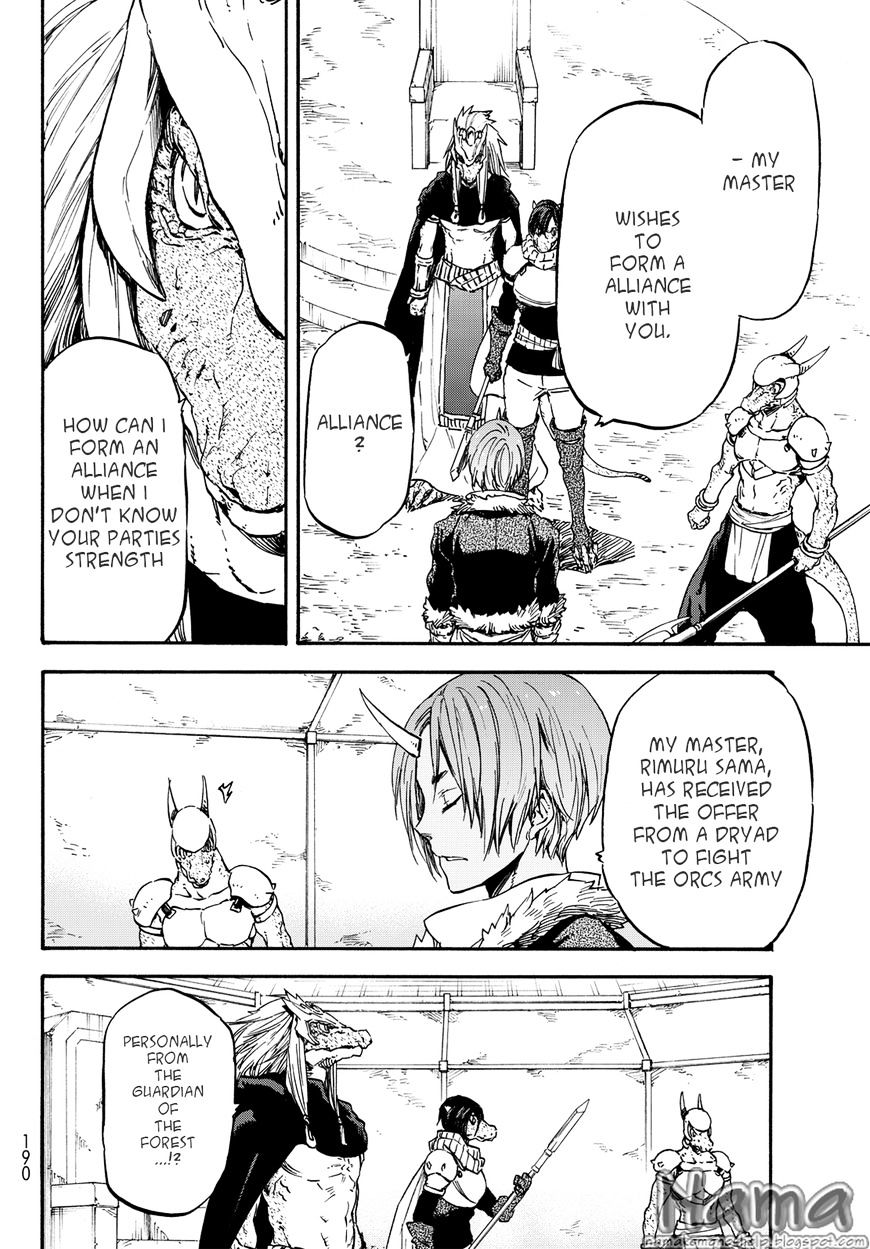 - MY
MASTER
WISHES
TO
FORM A
ALLIANCE
WITH
YOU.
ALLIANCE
?
HOW CAN I
FORM AN
ALLIANCE
WHEN I
DON'T KNOW
YOUR PARTIES
STRENGTH
MY MASTER,
RIMURU SAMA,
HAS RECEIVED
THE OFFER
FROM A DRYAD
TO FIGHT
THE ORCS ARMY
PERSONALLY
FROM
THE
GUARDIAN
OF
THE
FOREST
....!?
190
Hama